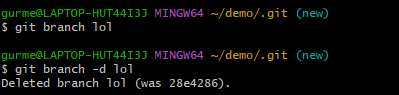 gurme@LAPTOP-HUT44I3J MINGW64 ~/demo/.git (new)
$ git branch lol
gurme@LAPTOP-HUT44I3J MINGW64 ~/demo/.git (new)
$ git branch -d lol
Deleted branch lol (was 28e4286).